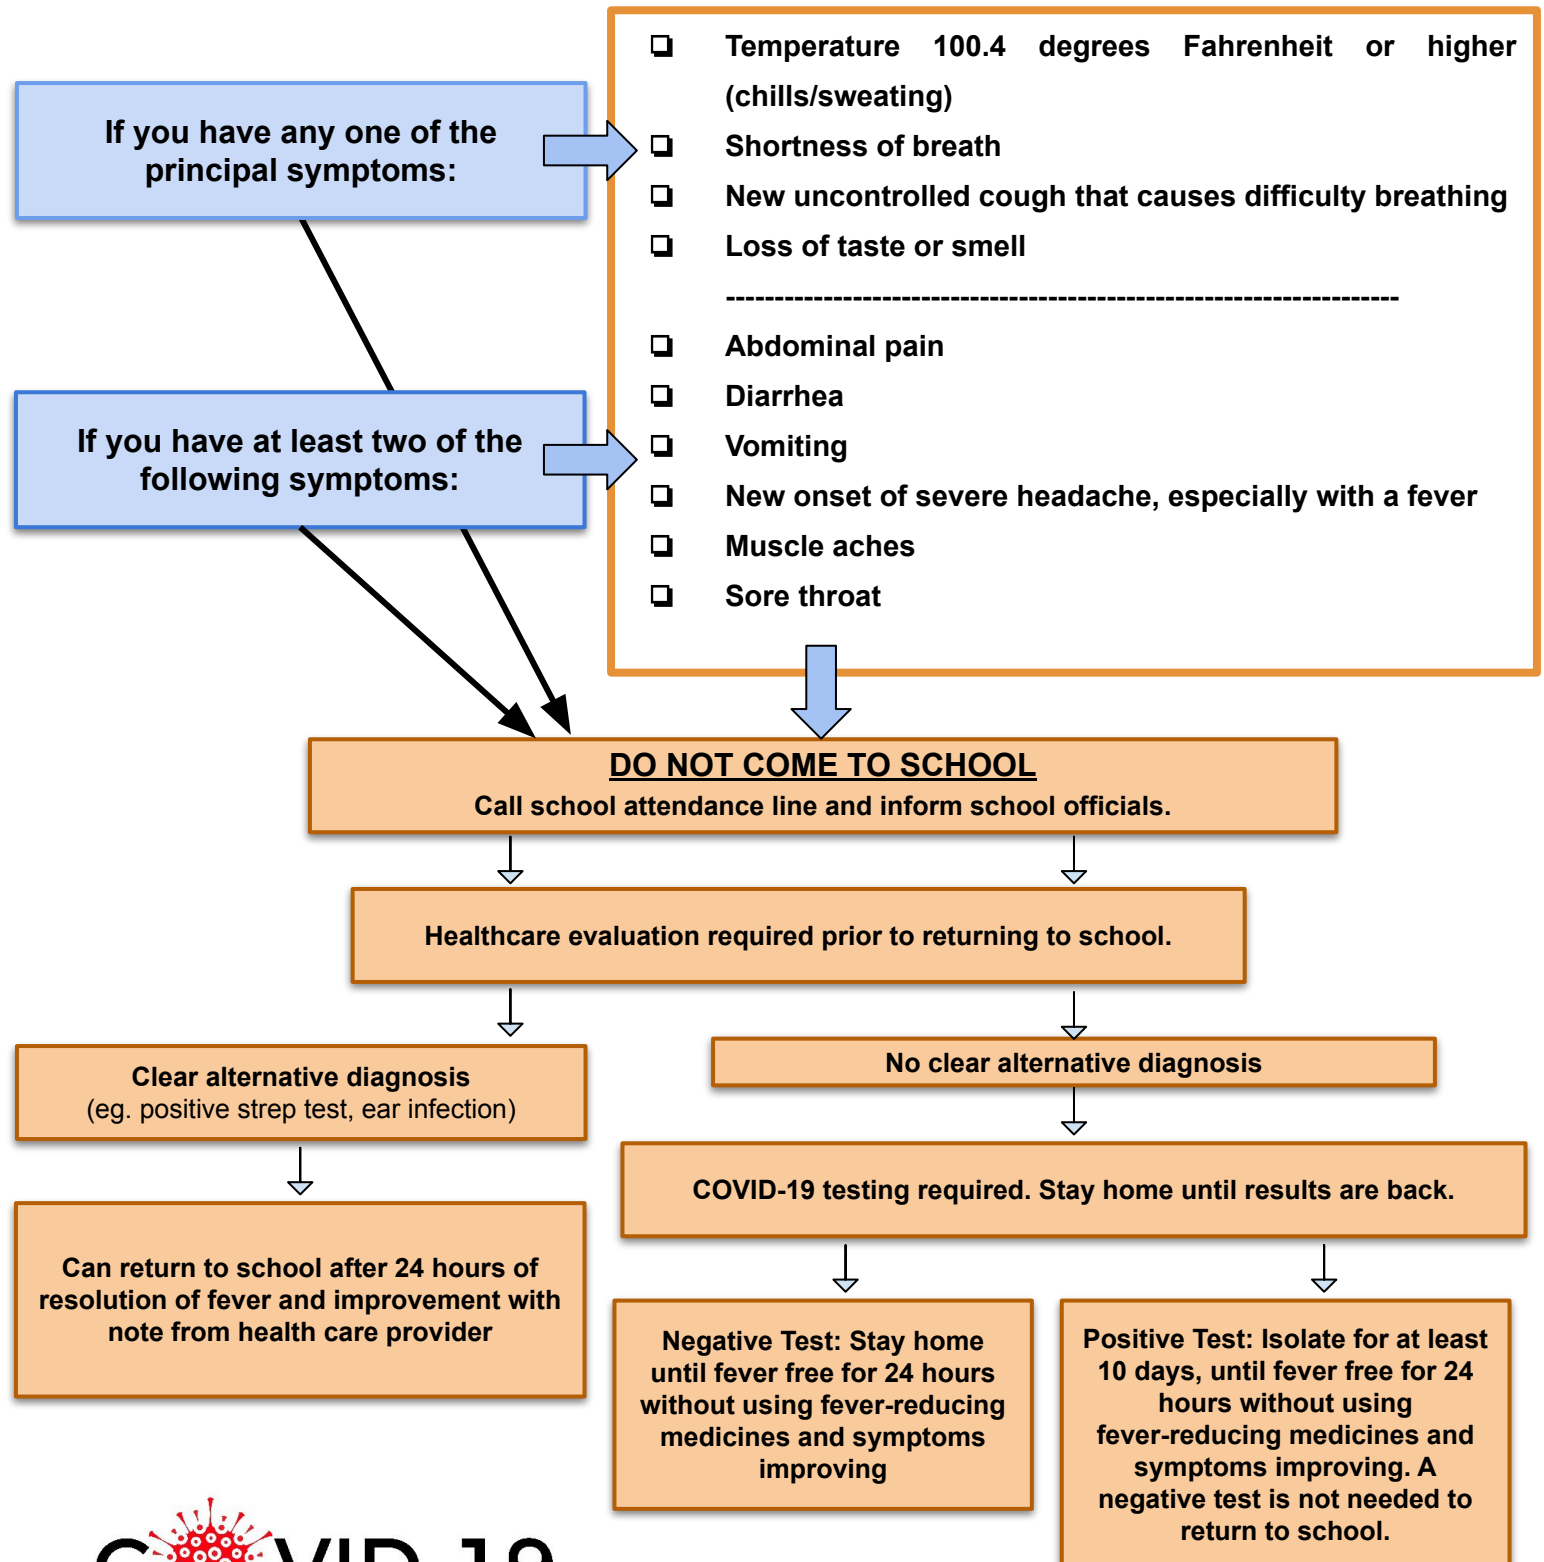 If you have any one of the
principal symptoms:
Temperature 100.4 degrees Fahrenheit or higher
(chills/sweating)
Shortness of breath
New uncontrolled cough that causes difficulty breathing
Loss of taste or smell
---------------------------------------------------------------------
If you have at least two of the
following symptoms:
Abdominal pain
Diarrhea
Vomiting
New onset of severe headache, especially with a fever
Muscle aches
Sore throat
DO NOT COME TO SCHOOL
Call school attendance line and inform school officials.
Healthcare evaluation required prior to returning to school.
Clear alternative diagnosis
(eg. positive strep test, ear infection)
Can return to school after 24 hours of
resolution of fever and improvement with
note from health care provider
No clear alternative diagnosis
COVID-19 testing required. Stay home until results are back.
Negative Test: Stay home
until fever free for 24 hours
without using fever-reducing
medicines and symptoms
improving
Positive Test: Isolate for at least
10 days, until fever free for 24
hours without using
fever-reducing medicines and
symptoms improving. A
negative test is not needed to
return to school.
COVID-19